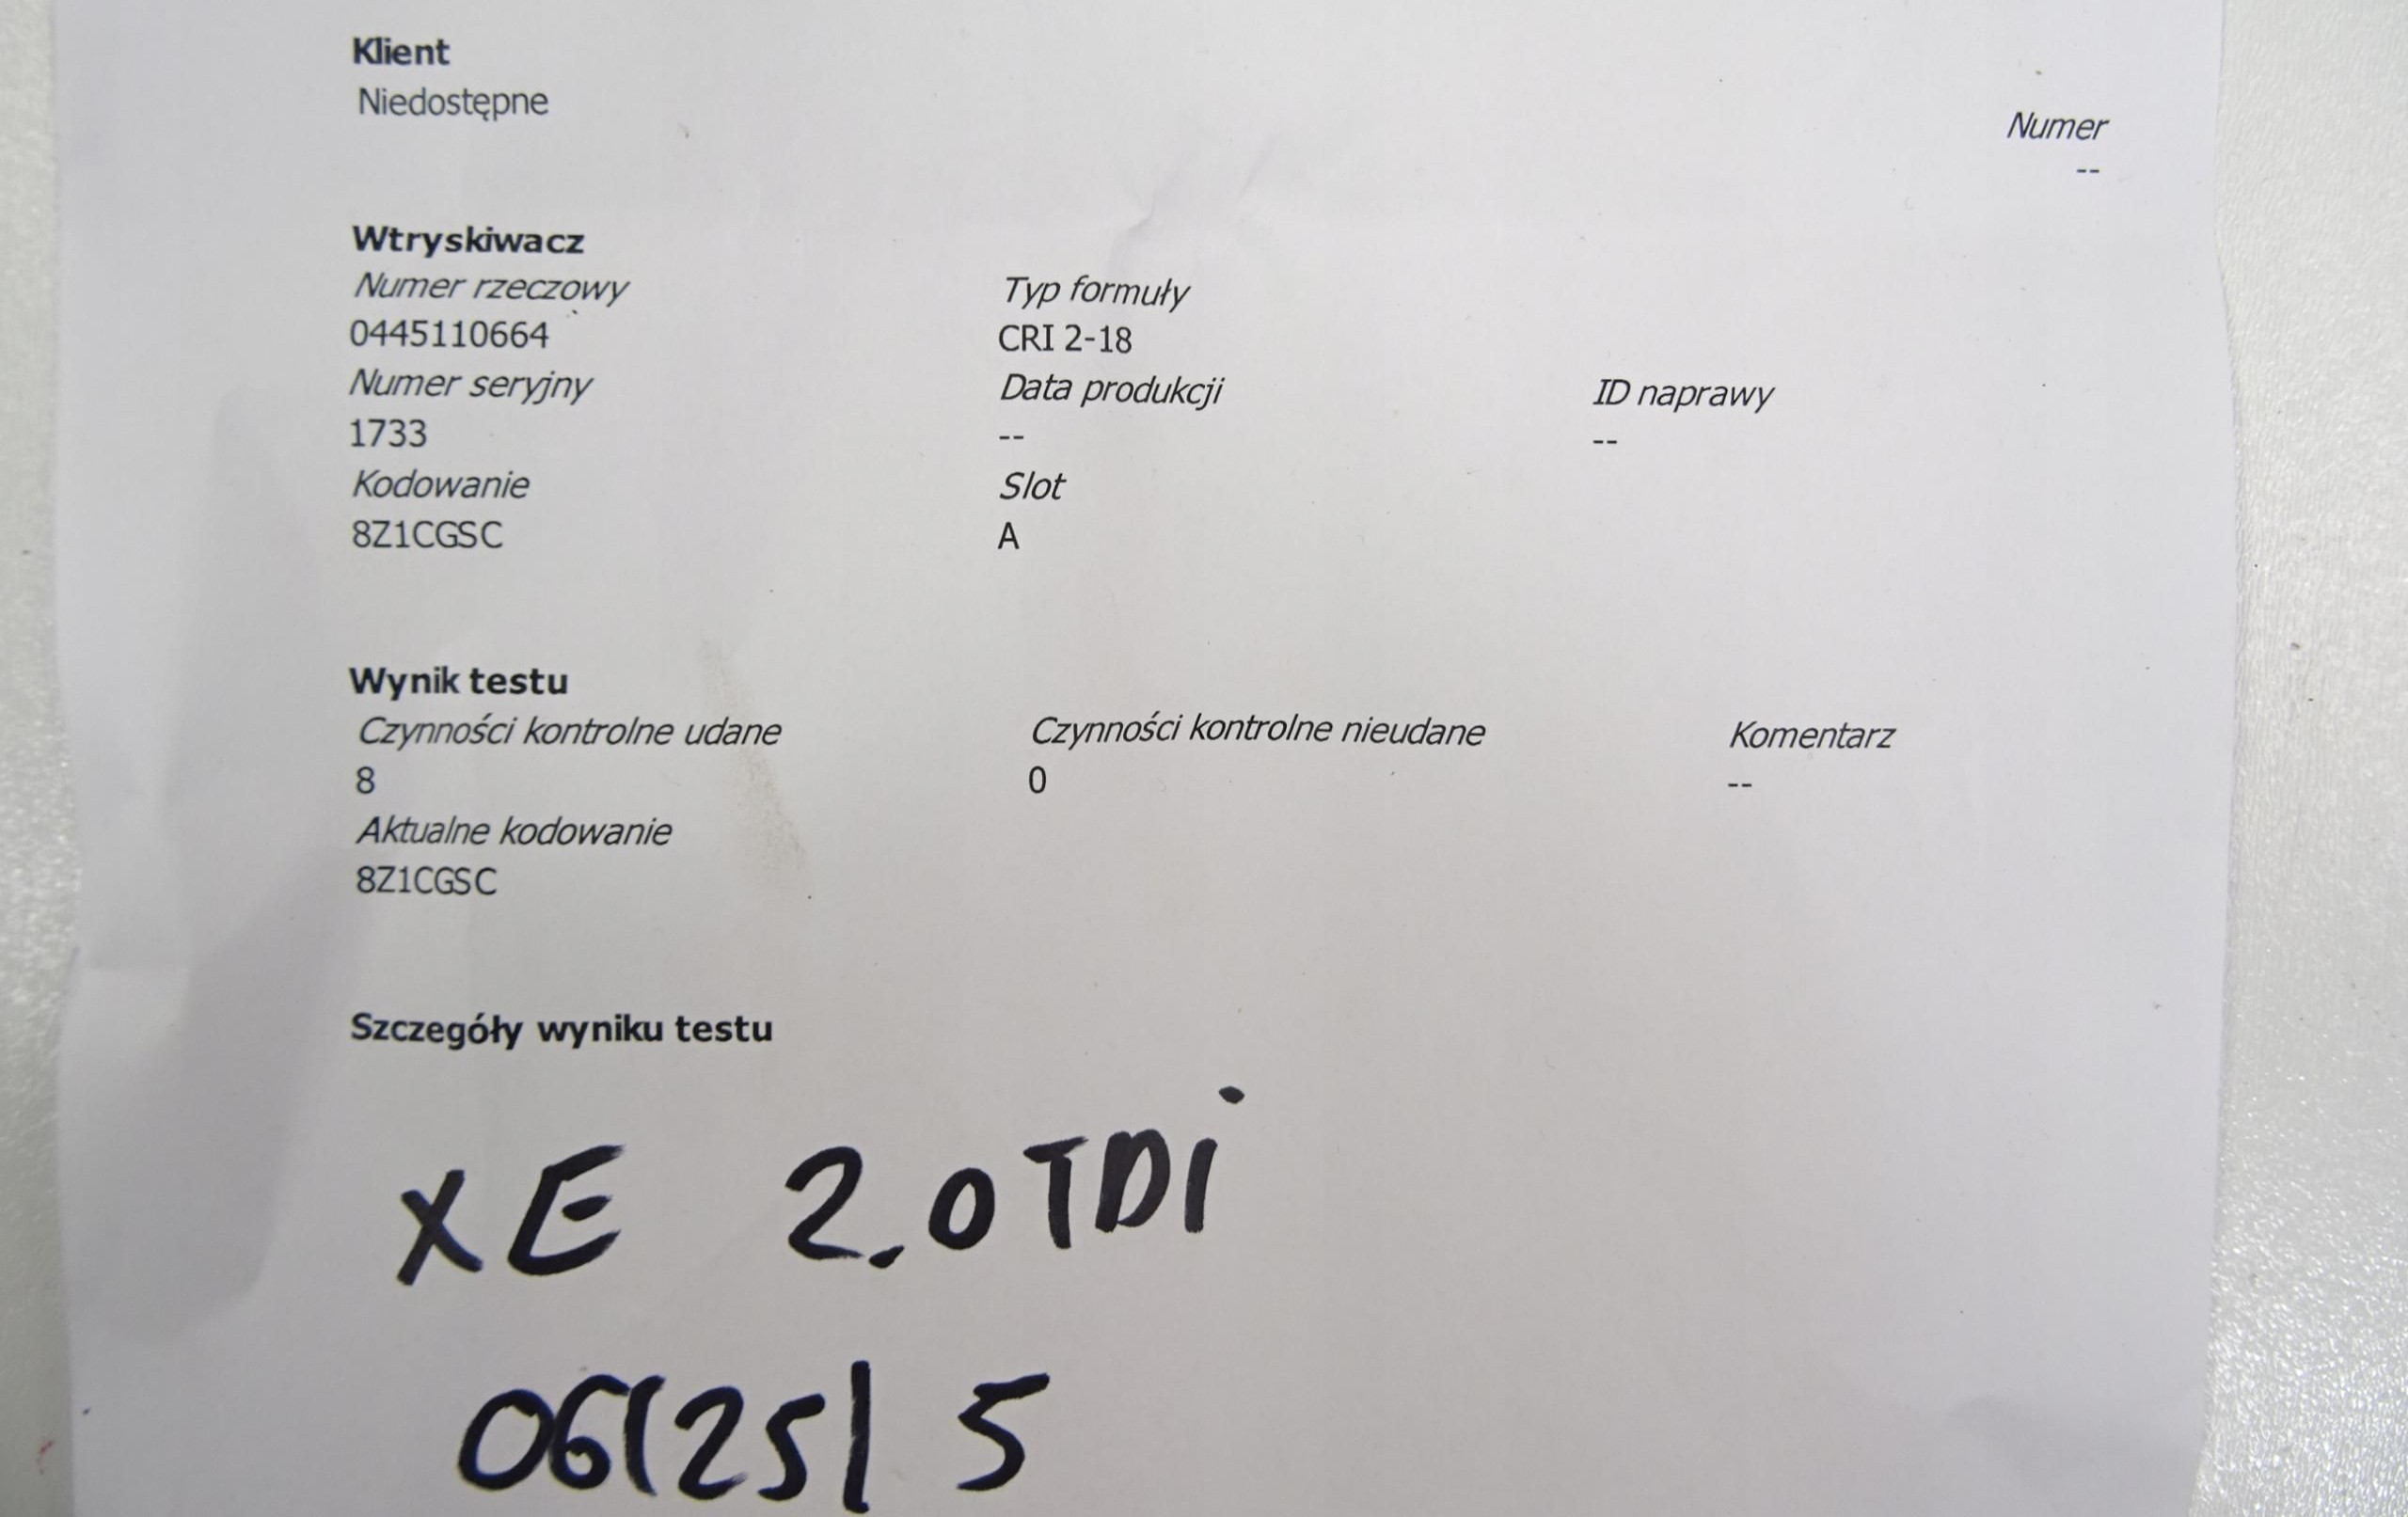 Klient
Niedostępne
Numer
--
Wtryskiwacz
Numer rzeczowy Typ formuły
0445110664 CRI 2-18
Numer seryjny Data produkcji ID naprawy
1733 -- --
Kodowanie Slot
8Z1CGSC A
Wynik testu
Czynności kontrolne udane Czynności kontrolne nieudane Komentarz
8 0 --
Aktualne kodowanie
8Z1CGSC
Szczegóły wyniku testu
XE 2.0 TDi
06/25/ 5